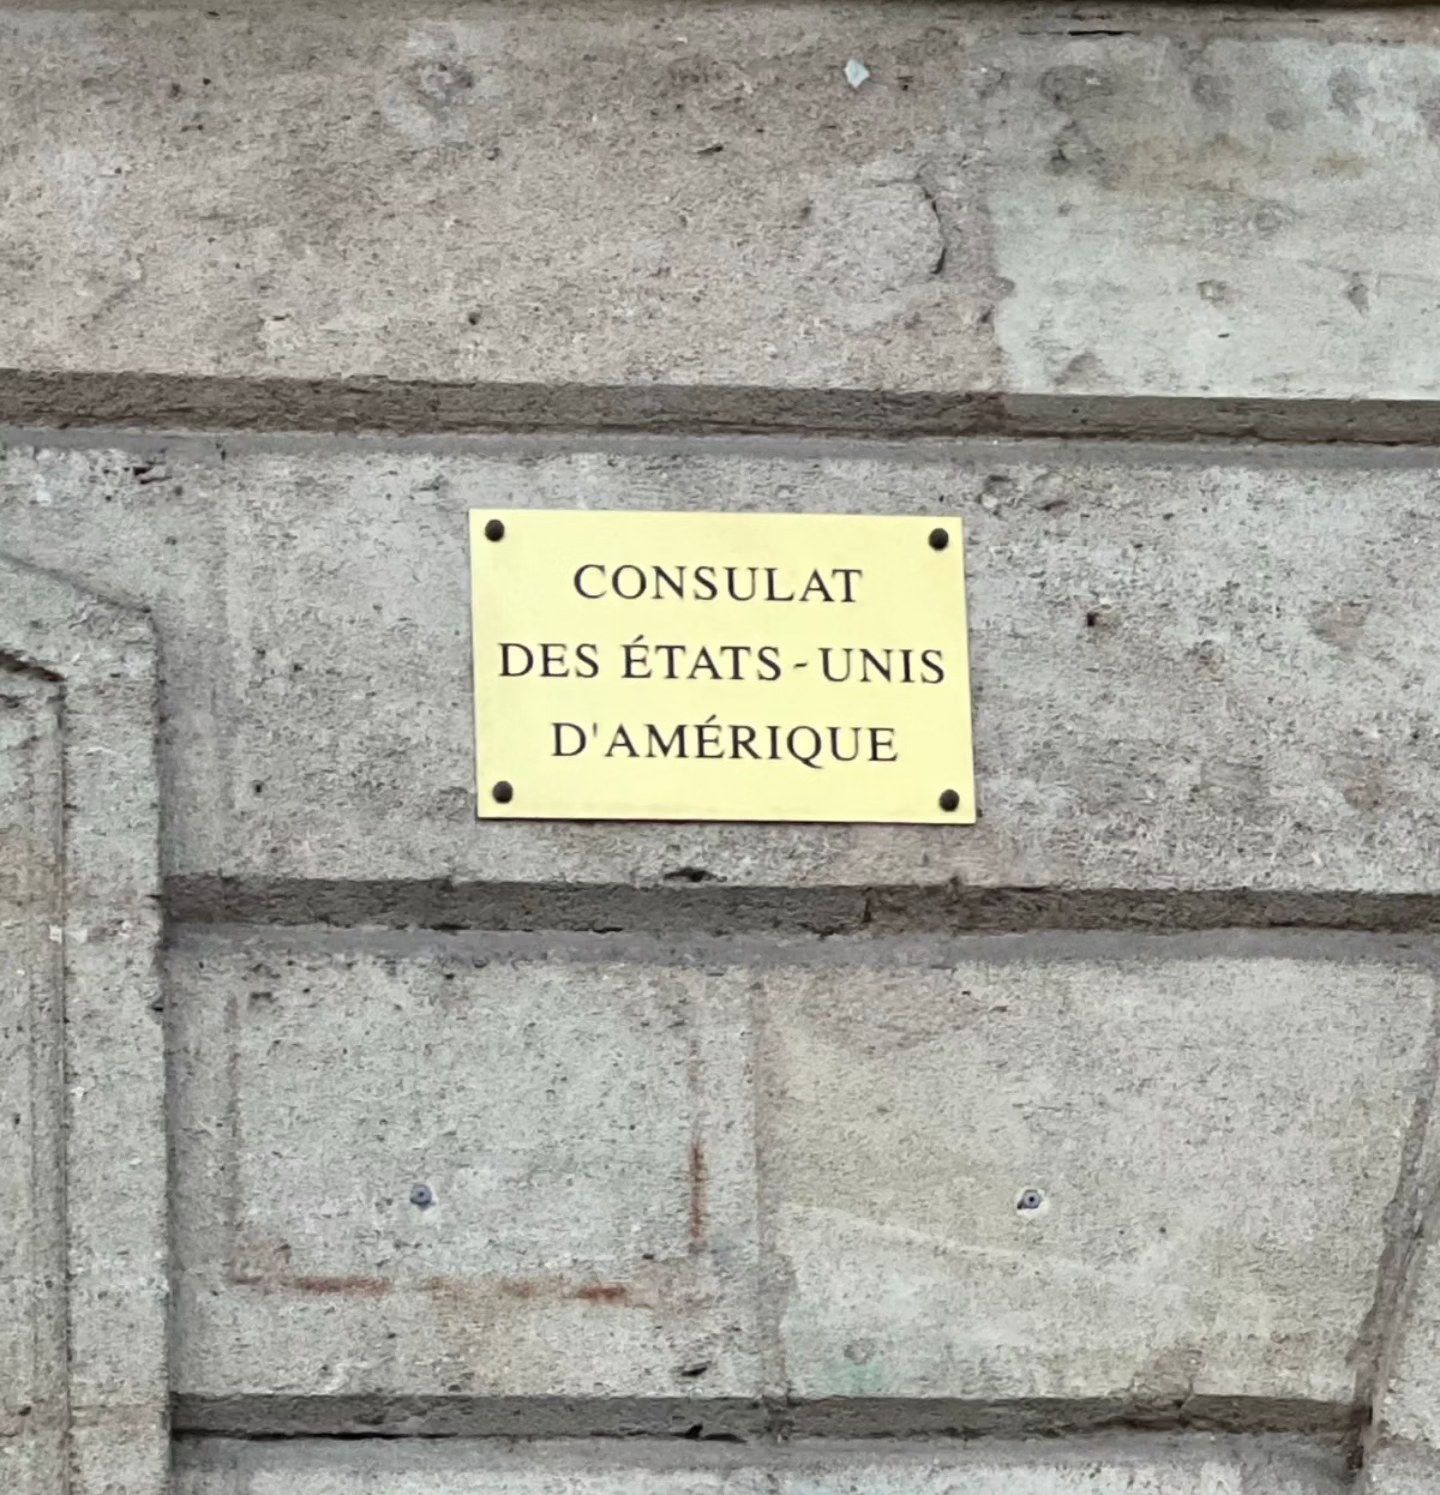 CONSULAT
DES ÉTATS-UNIS
D'AMÉRIQUE